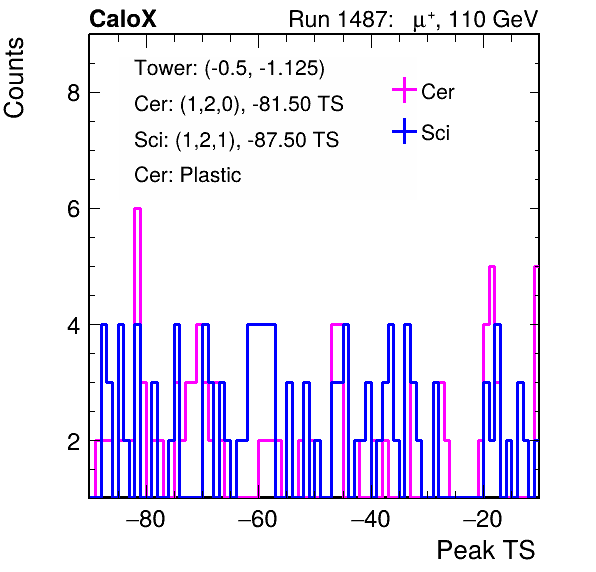 CaloX Run 1487: μ⁺, 110 GeV
Counts
Tower: (-0.5, -1.125)
Cer: (1,2,0), -81.50 TS
Sci: (1,2,1), -87.50 TS
Cer: Plastic
Cer
Sci
8
6
4
2
−80 −60 −40 −20
Peak TS